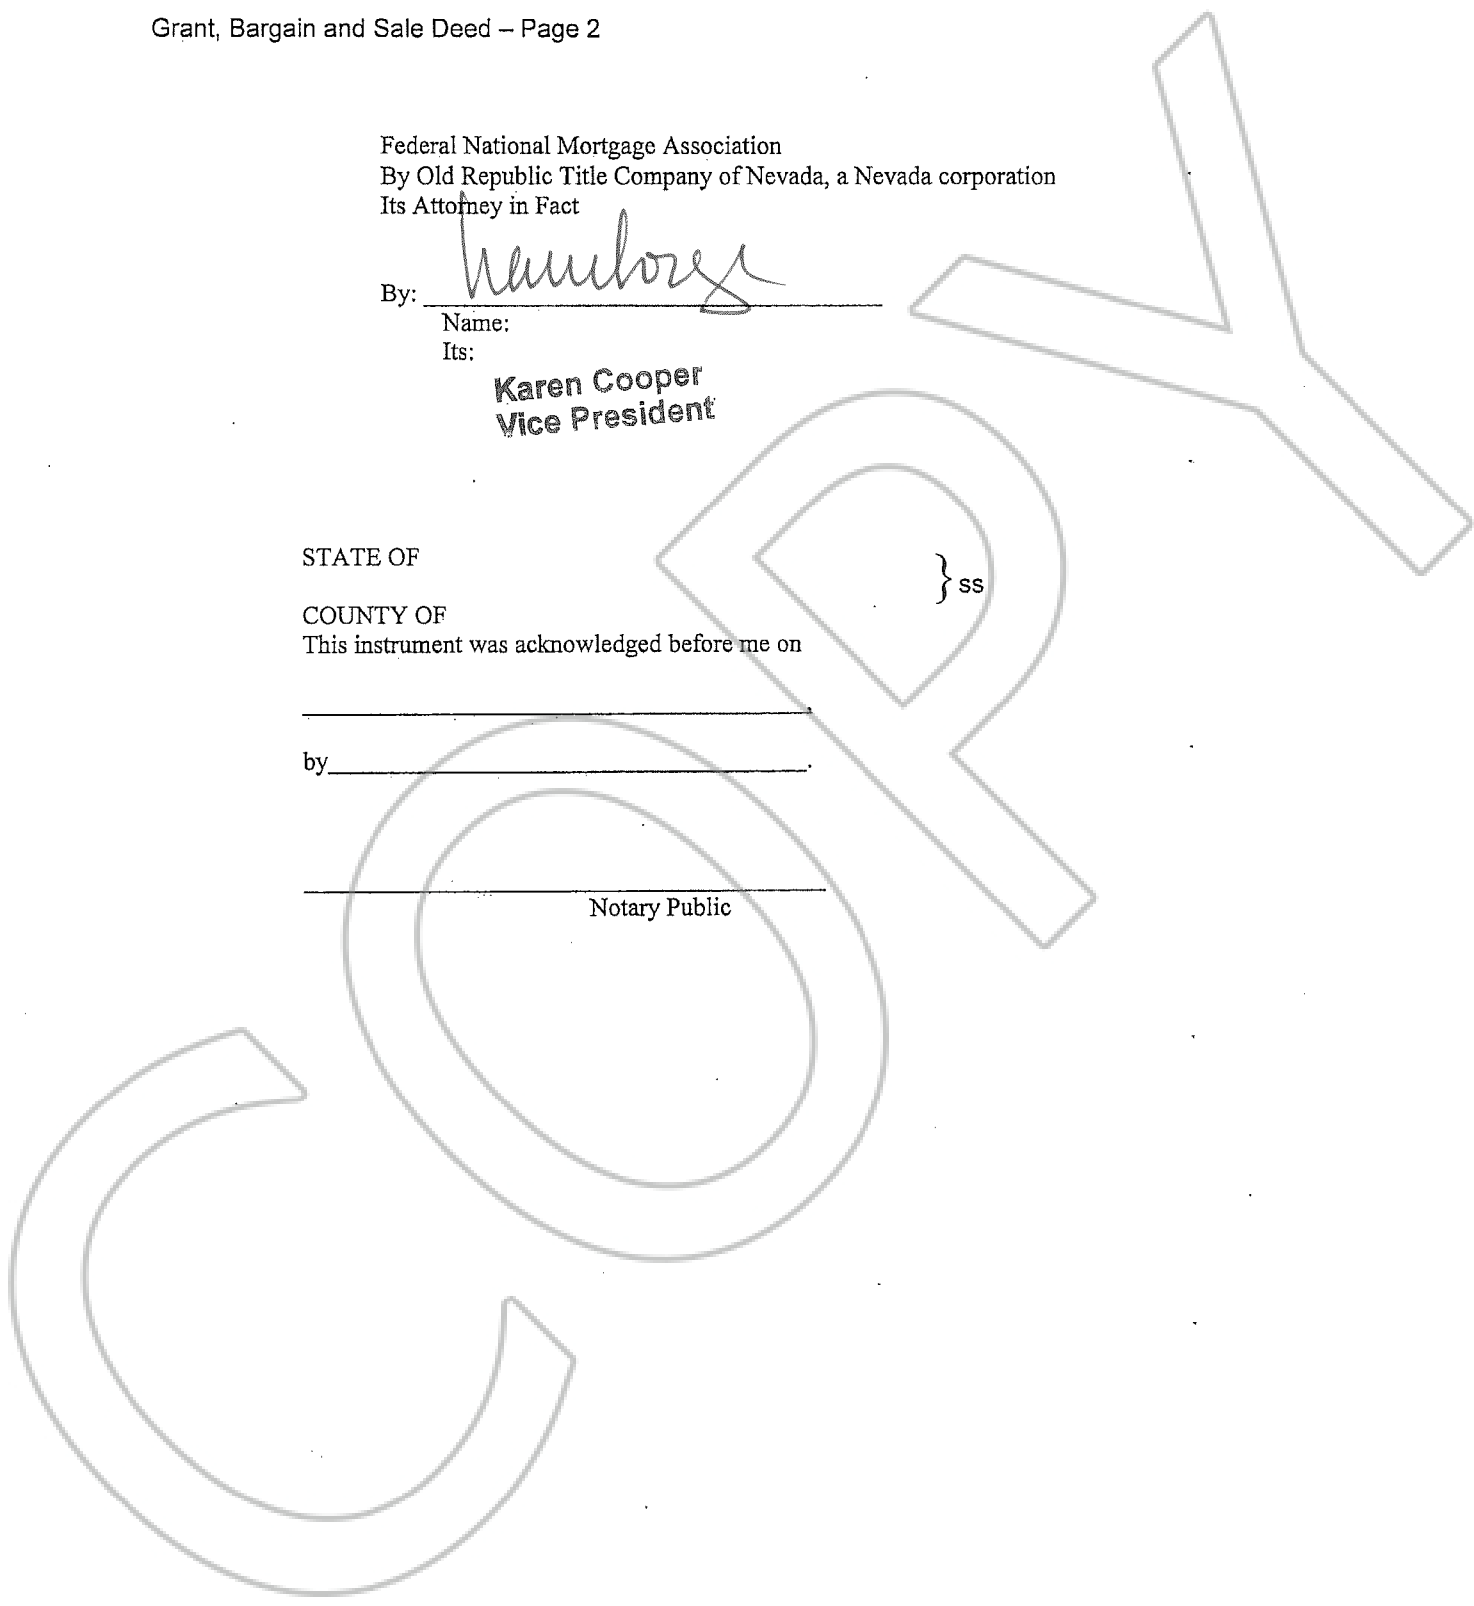 Grant, Bargain and Sale Deed – Page 2
Federal National Mortgage Association
By Old Republic Title Company of Nevada, a Nevada corporation
Its Attorney in Fact
By:
Name:
Its:
Karen Cooper
Vice President
STATE OF
}ss
COUNTY OF
This instrument was acknowledged before me on
.
by.
Notary Public
COPY